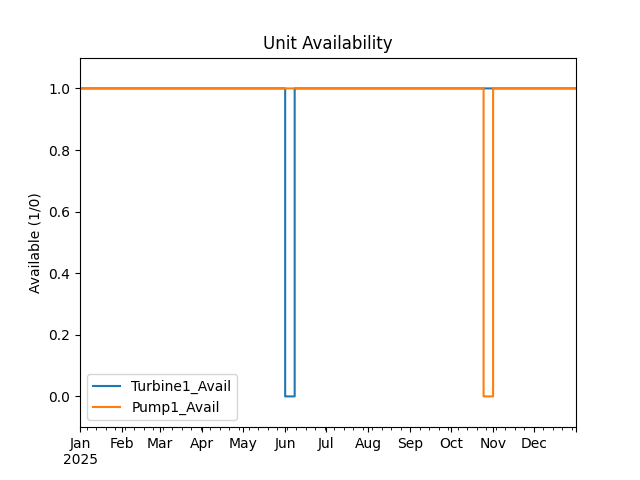 Unit Availability
1.0
0.8
0.6
0.4
0.2
0.0
Available (1/0)
Turbine1_Avail
Pump1_Avail
Jan Feb Mar Apr May Jun Jul Aug Sep Oct Nov Dec
2025